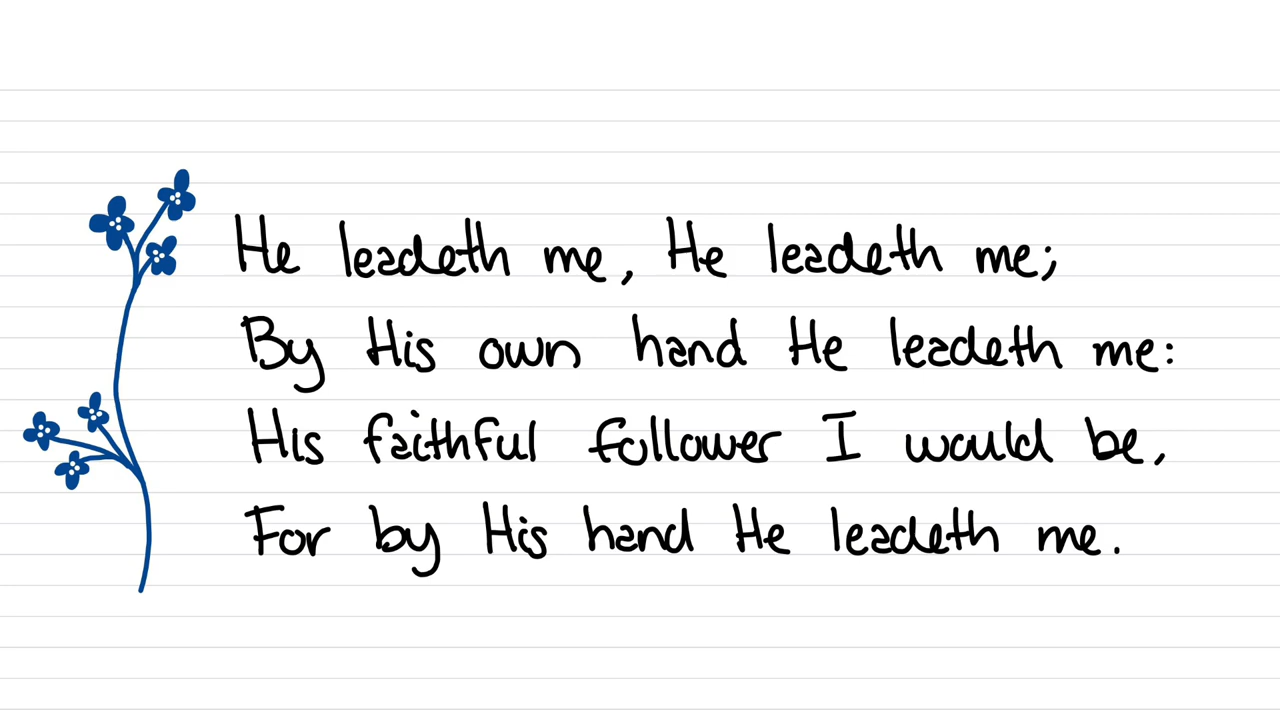 He leadeth me, He leadeth me;
By His own hand He leadeth me:
His faithful follower I would be,
For by His hand He leadeth me.